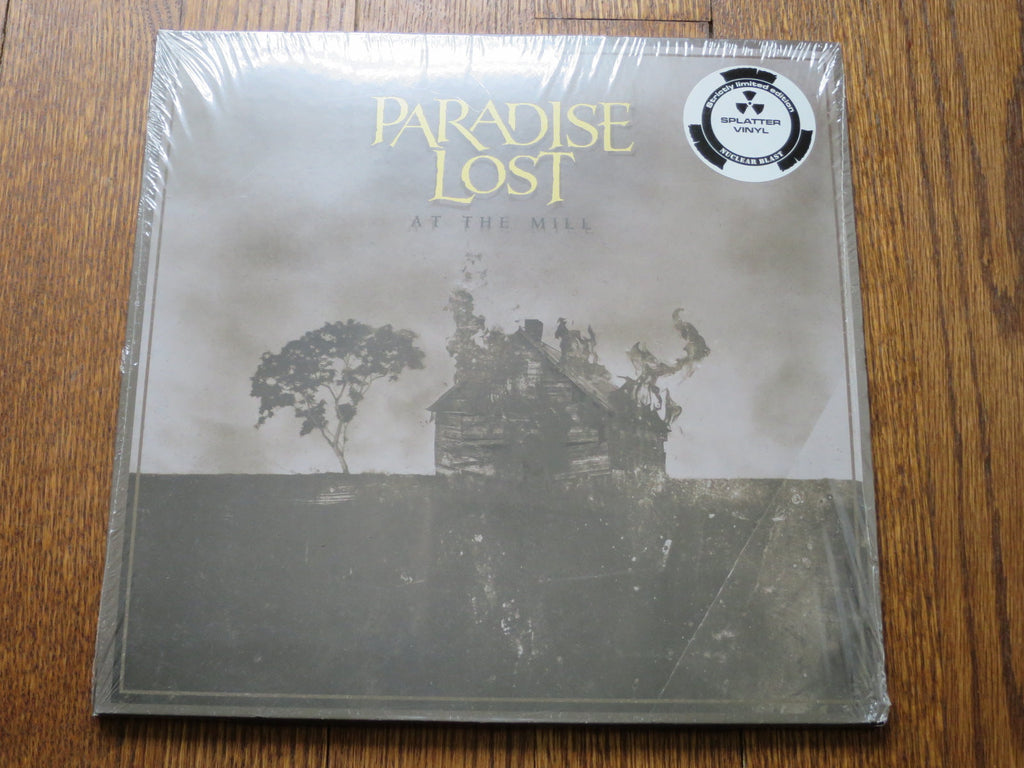 PARADISE
LOST
AT THE MILL
Strictly limited edition
SPLATTER
VINYL
NUCLEAR BLAST